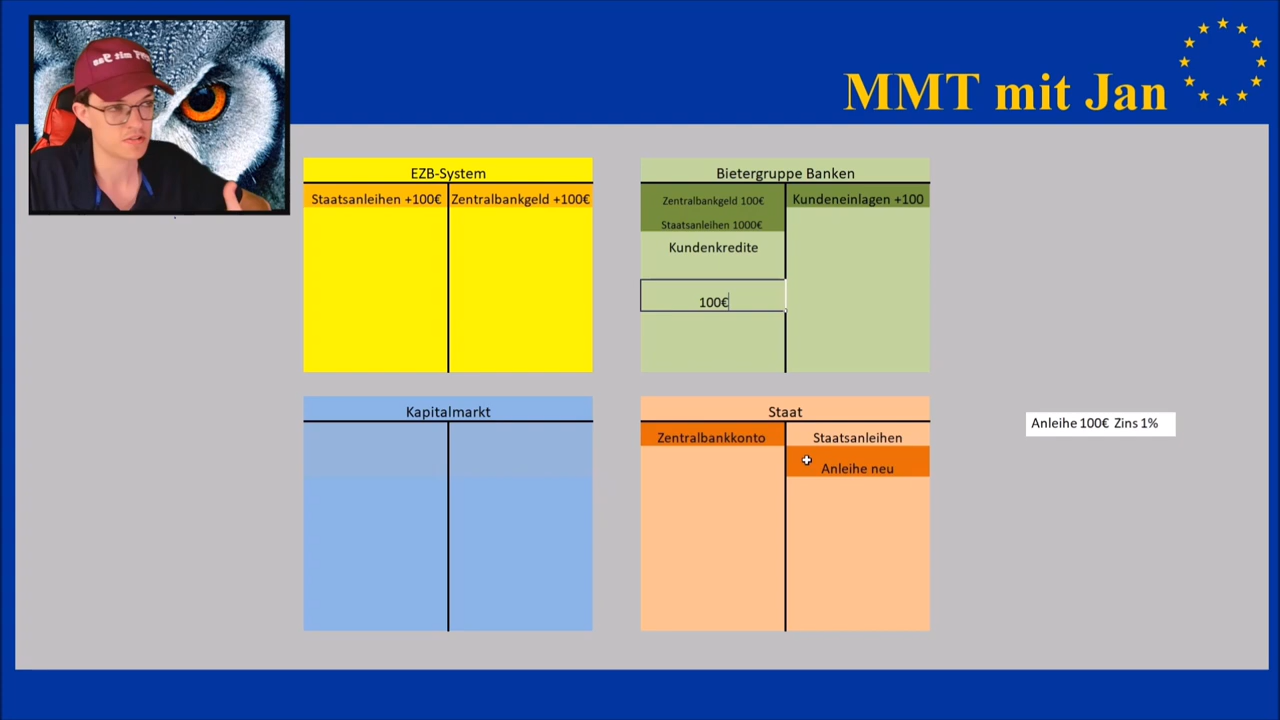 MMT mit Jan
EZB-System
Staatsanleihen +100€ Zentralbankgeld +100€
Bietergruppe Banken
Zentralbankgeld 100€ Kundeneinlagen +100
Staatsanleihen 1000€
Kundenkredite
100€
Kapitalmarkt
Staat
Zentralbankkonto Staatsanleihen
Anleihe neu
Anleihe 100€ Zins 1%